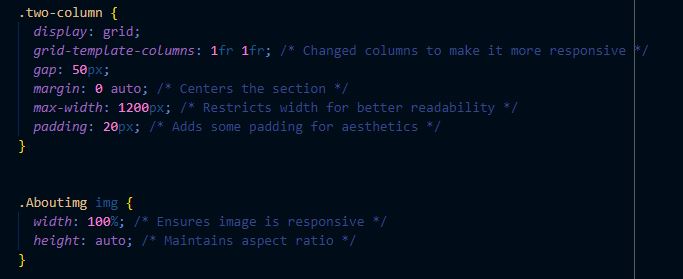 .two-column {
display: grid;
grid-template-columns: 1fr 1fr; /* Changed columns to make it more responsive */
gap: 50px;
margin: 0 auto; /* Centers the section */
max-width: 1200px; /* Restricts width for better readability */
padding: 20px; /* Adds some padding for aesthetics */
}
.Aboutimg img {
width: 100%; /* Ensures image is responsive */
height: auto; /* Maintains aspect ratio */
}